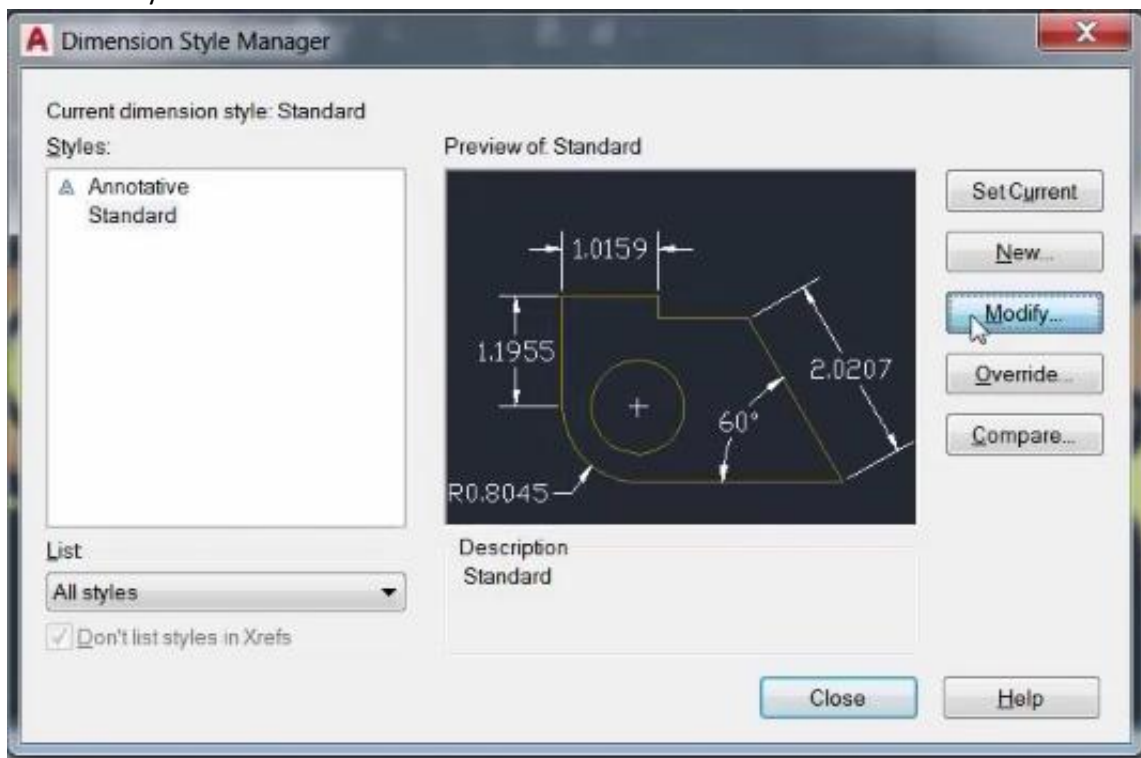 Dimension Style Manager
Current dimension style: Standard
Styles:
Annotative
Standard
Preview of: Standard
1.0159
1.1955
2.0207
60°
R0.8045
Set Current
New...
Modify...
Override...
Compare...
List:
All styles
Don't list styles in Xrefs
Description
Standard
Close
Help